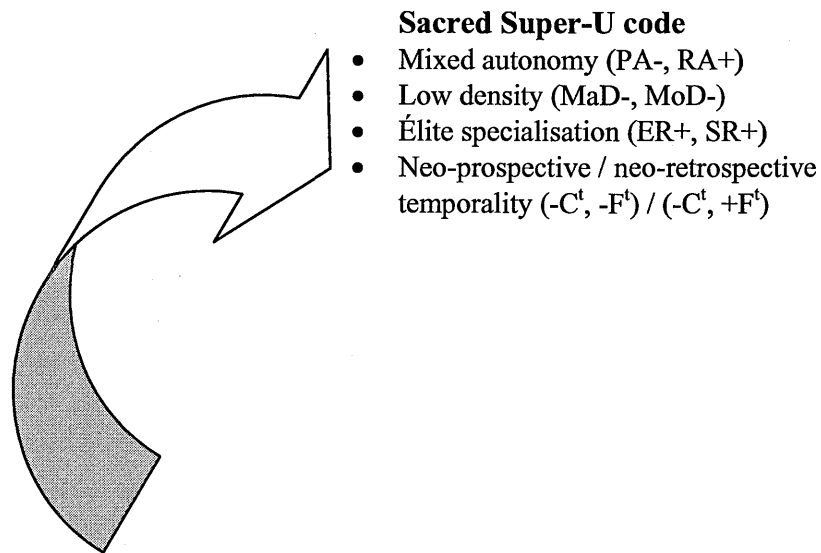 Sacred Super-U code
• Mixed autonomy (PA-, RA+)
• Low density (MaD-, MoD-)
• Élite specialisation (ER+, SR+)
• Neo-prospective / neo-retrospective
temporality (-Cᵗ, -Fᵗ) / (-Cᵗ, +Fᵗ)